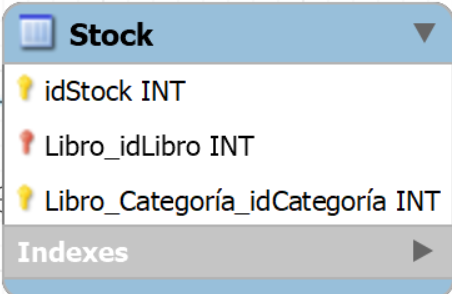 Stock
idStock INT
Libro_idLibro INT
Libro_Categoría_idCategoría INT
Indexes